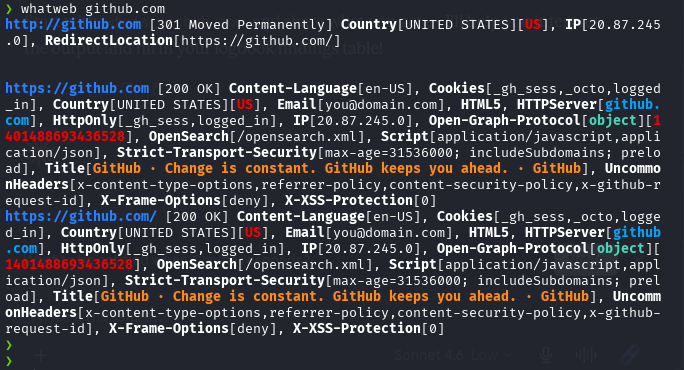 ❯ whatweb github.com
http://github.com [301 Moved Permanently] Country[UNITED STATES][US], IP[20.87.245
.0], RedirectLocation[https://github.com/]
https://github.com [200 OK] Content-Language[en-US], Cookies[_gh_sess,_octo,logged
_in], Country[UNITED STATES][US], Email[you@domain.com], HTML5, HTTPServer[github.
com], HttpOnly[_gh_sess,logged_in], IP[20.87.245.0], Open-Graph-Protocol[object][1
401488693436528], OpenSearch[/opensearch.xml], Script[application/javascript,appli
cation/json], Strict-Transport-Security[max-age=31536000; includeSubdomains; prelo
ad], Title[GitHub · Change is constant. GitHub keeps you ahead. · GitHub], Uncommo
nHeaders[x-content-type-options,referrer-policy,content-security-policy,x-github-r
equest-id], X-Frame-Options[deny], X-XSS-Protection[0]
https://github.com/ [200 OK] Content-Language[en-US], Cookies[_gh_sess,_octo,logge
d_in], Country[UNITED STATES][US], Email[you@domain.com], HTML5, HTTPServer[github
.com], HttpOnly[_gh_sess,logged_in], IP[20.87.245.0], Open-Graph-Protocol[object][
1401488693436528], OpenSearch[/opensearch.xml], Script[application/javascript,appl
ication/json], Strict-Transport-Security[max-age=31536000; includeSubdomains; prel
oad], Title[GitHub · Change is constant. GitHub keeps you ahead. · GitHub], Uncomm
onHeaders[x-content-type-options,referrer-policy,content-security-policy,x-github-
request-id], X-Frame-Options[deny], X-XSS-Protection[0]
❯
❯
Sonnet 4.6 Low